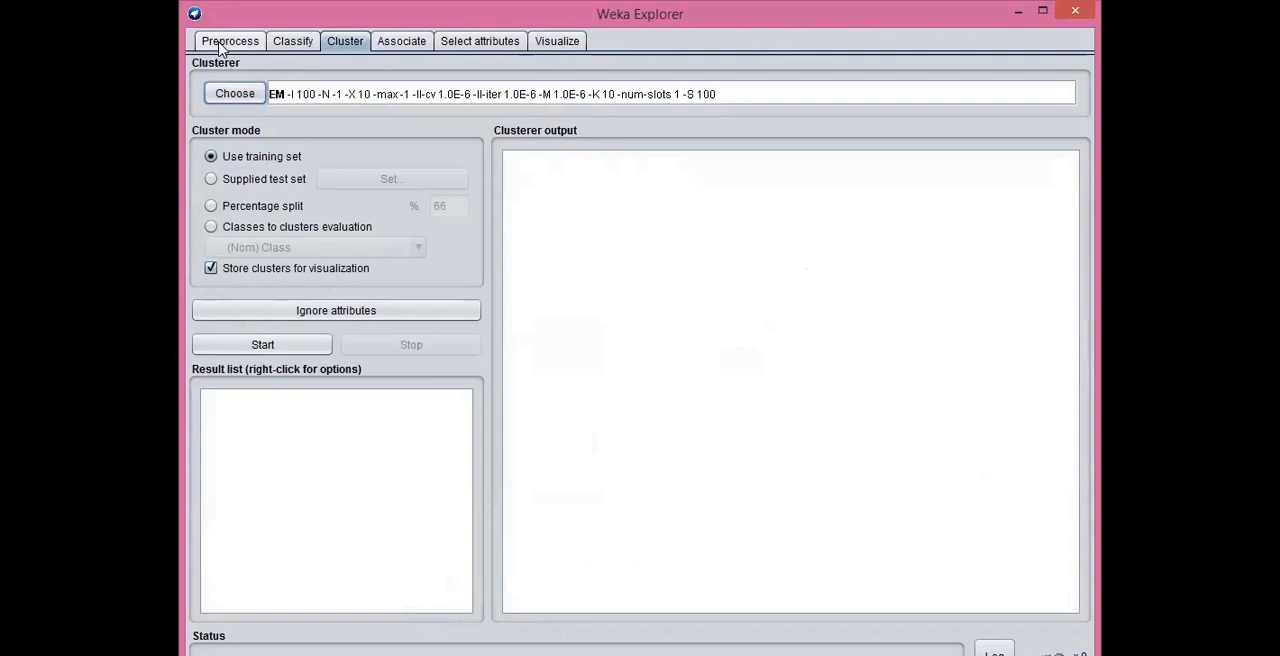 Weka Explorer
Preprocess Classify Cluster Associate Select attributes Visualize
Clusterer
Choose EM -I 100 -N -1 -X 10 -max -1 -ll-cv 1.0E-6 -ll-iter 1.0E-6 -M 1.0E-6 -K 10 -num-slots 1 -S 100
Cluster mode
Use training set
Supplied test set Set...
Percentage split % 66
Classes to clusters evaluation
(Nom) Class
Store clusters for visualization
Ignore attributes
Start Stop
Result list (right-click for options)
Clusterer output
Status